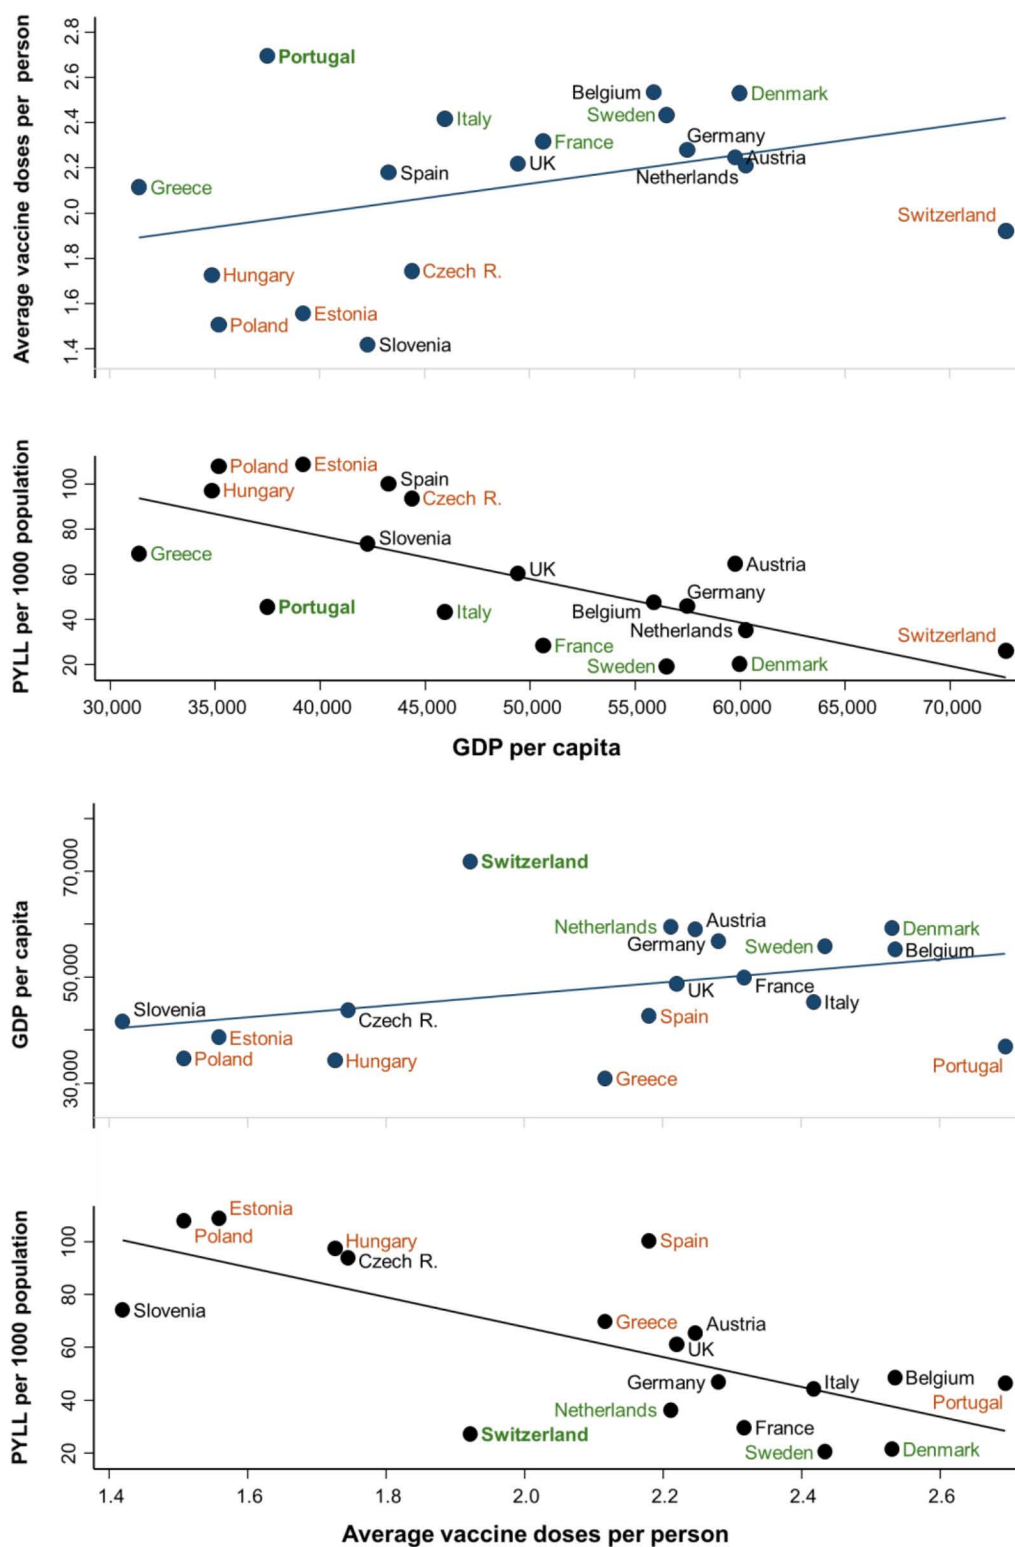 Average vaccine doses per person
2.8
2.6
2.4
2.2
2.0
1.8
1.6
1.4
Portugal
Belgium
Denmark
Sweden
Italy
Germany
France
Austria
UK
Spain
Netherlands
Greece
Switzerland
Hungary
Czech R.
Estonia
Poland
Slovenia
PYLL per 1000 population
100
80
60
40
20
Poland
Estonia
Spain
Hungary
Czech R.
Slovenia
Greece
UK
Austria
Germany
Portugal
Italy
Belgium
Netherlands
Switzerland
France
Sweden
Denmark
30,000 35,000 40,000 45,000 50,000 55,000 60,000 65,000 70,000
GDP per capita
GDP per capita
70,000
50,000
30,000
Switzerland
Netherlands
Austria
Denmark
Germany
Sweden
Belgium
France
UK
Italy
Slovenia
Spain
Czech R.
Estonia
Poland
Hungary
Portugal
Greece
PYLL per 1000 population
100
80
60
40
20
Estonia
Poland
Hungary
Spain
Czech R.
Slovenia
Greece
Austria
UK
Germany
Italy
Belgium
Netherlands
Portugal
Switzerland
France
Sweden
Denmark
1.4 1.6 1.8 2.0 2.2 2.4 2.6
Average vaccine doses per person